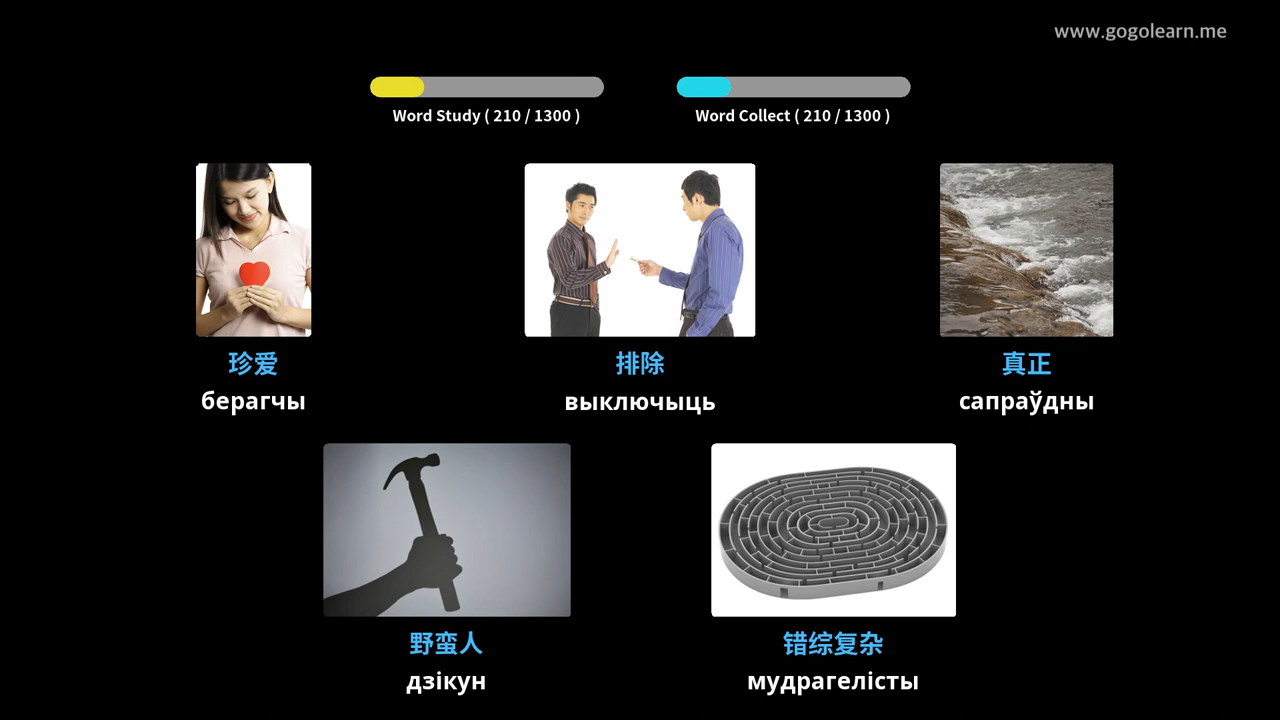 www.gogolearn.me
Word Study ( 210 / 1300 )
Word Collect ( 210 / 1300 )
珍爱
берагчы
排除
выключыць
真正
сапраўдны
野蛮人
дзікун
错综复杂
мудрагелісты